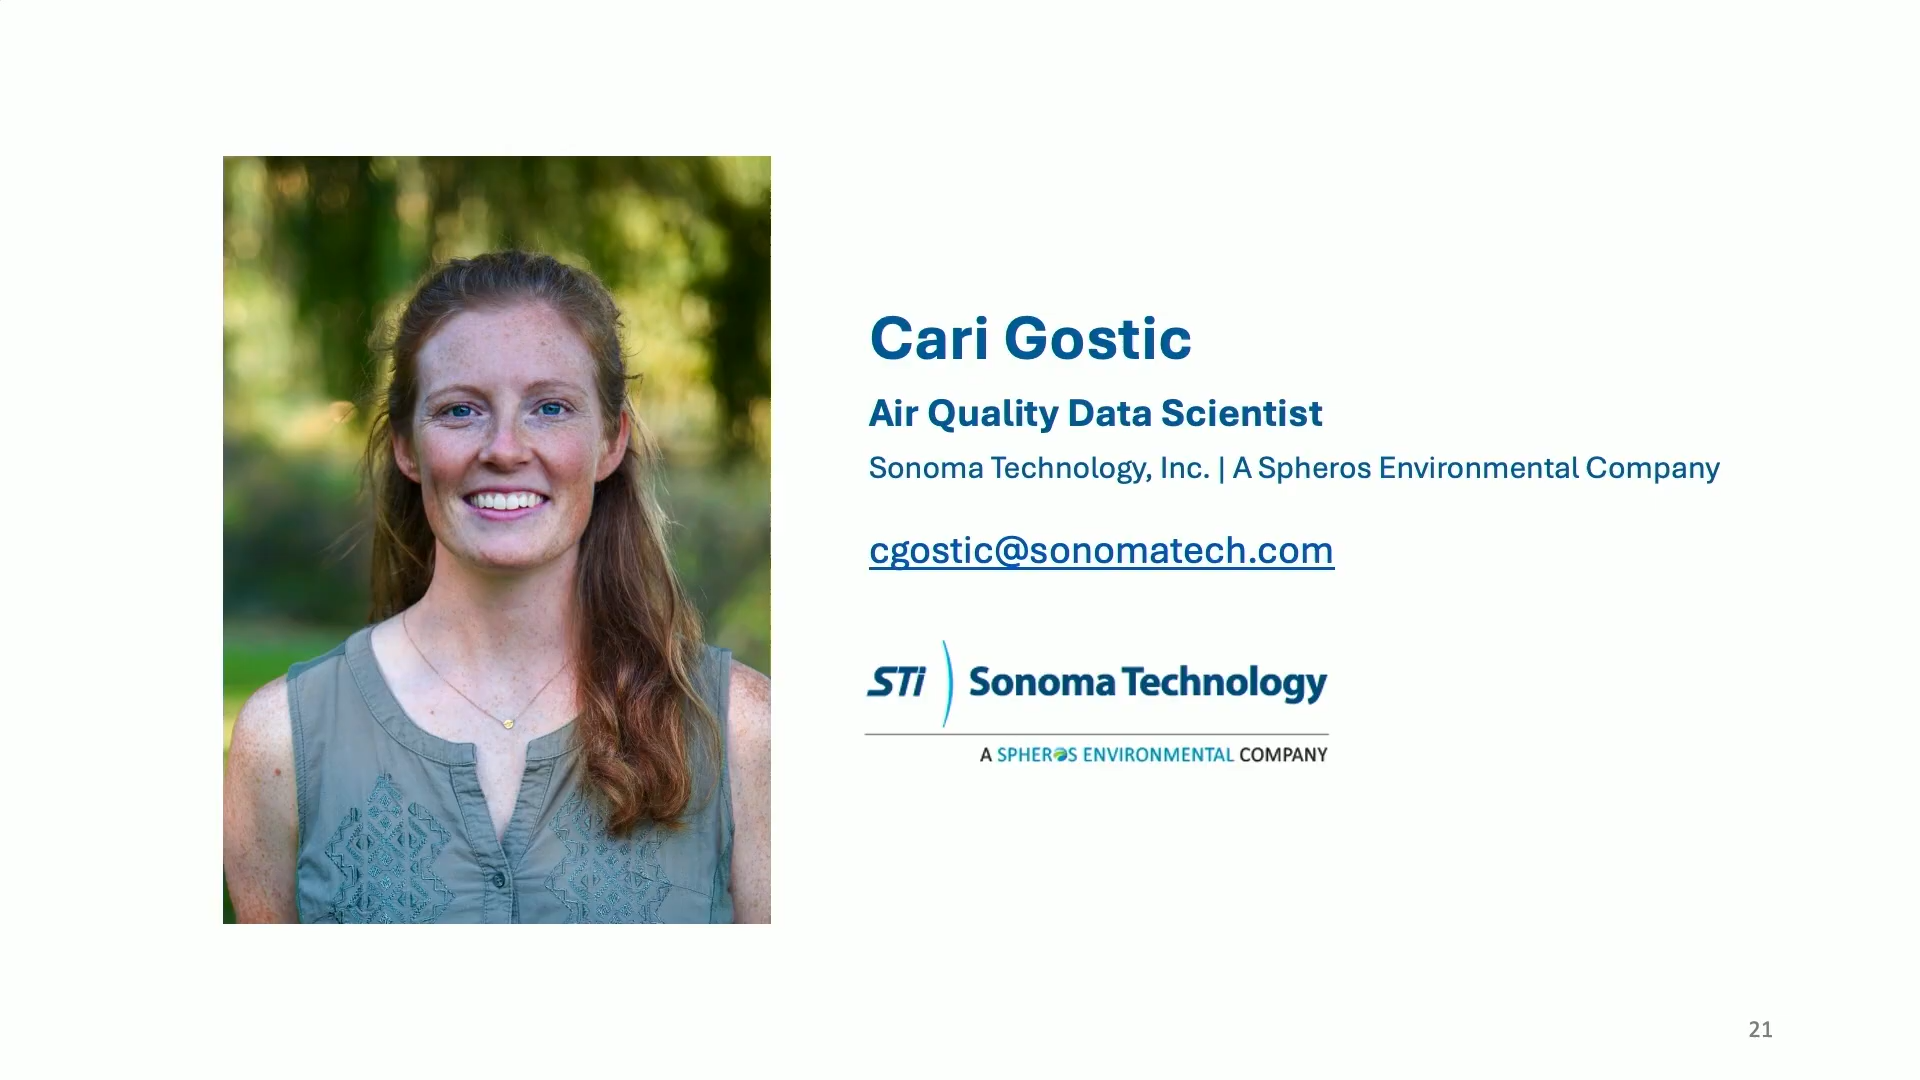 Cari Gostic
Air Quality Data Scientist
Sonoma Technology, Inc. | A Spheros Environmental Company
cgostic@sonomatech.com
STi Sonoma Technology
A SPHEROS ENVIRONMENTAL COMPANY
21